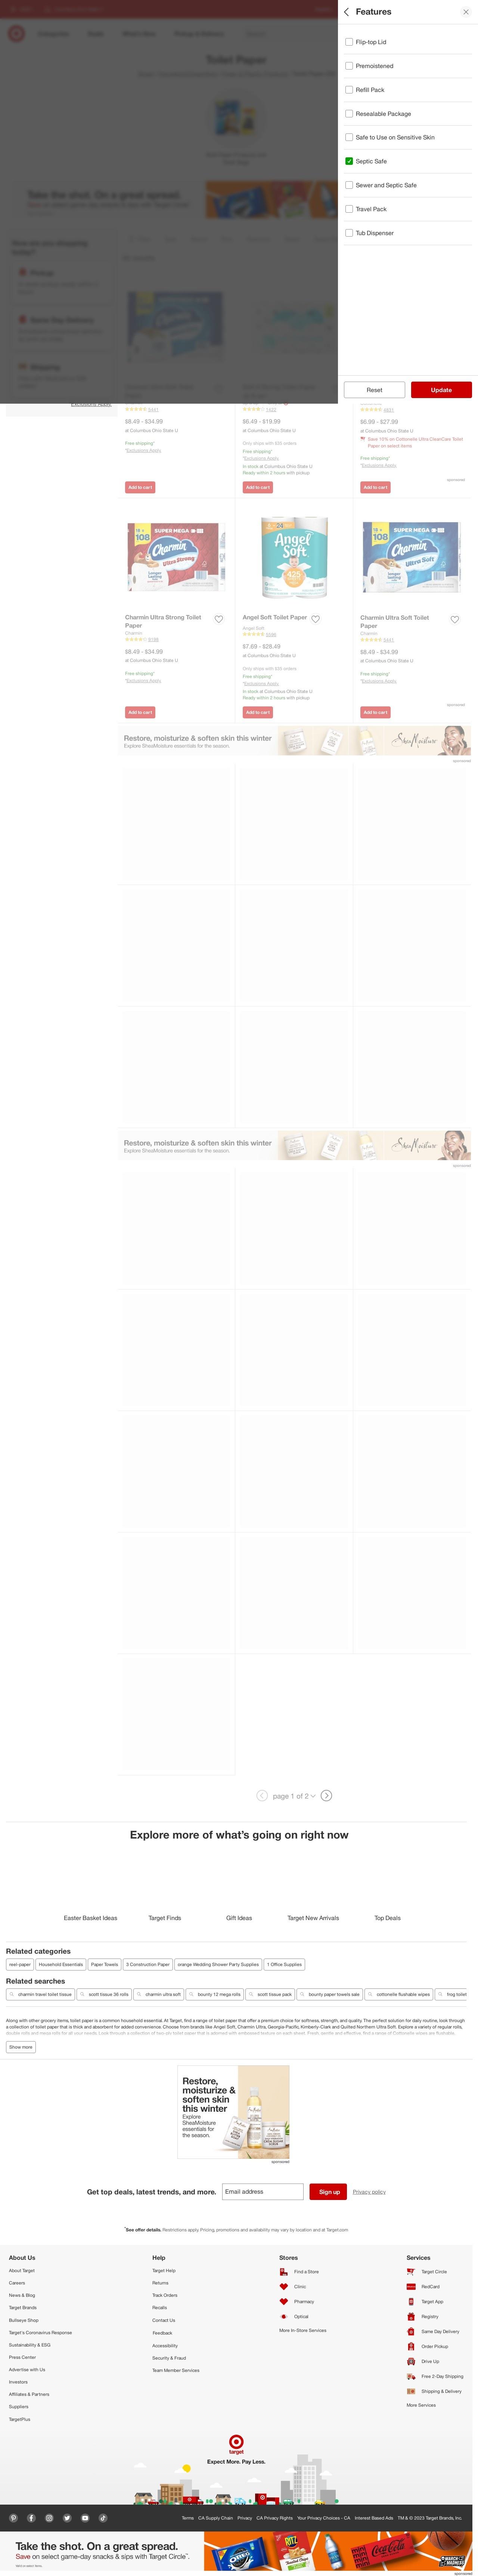 Features
Flip-top Lid
Premoistened
Refill Pack
Resealable Package
Safe to Use on Sensitive Skin
Septic Safe
Sewer and Septic Safe
Travel Pack
Tub Dispenser
Reset
Update
Toilet Paper
Take the shot. On a great spread.
Exclusions Apply.
$8.49 - $34.99
at Columbus Ohio State U
Free shipping*
*Exclusions Apply.
Add to cart
$6.49 - $19.99
at Columbus Ohio State U
Only ships with $35 orders
Free shipping*
*Exclusions Apply.
In stock at Columbus Ohio State U
Ready within 2 hours with pickup
Add to cart
$6.99 - $27.99
at Columbus Ohio State U
Save 10% on Cottonelle Ultra CleanCare Toilet
Paper on select items
Free shipping*
*Exclusions Apply.
Add to cart
sponsored
Charmin Ultra Strong Toilet
Paper
Charmin
$8.49 - $34.99
at Columbus Ohio State U
Free shipping*
*Exclusions Apply.
Add to cart
Angel Soft Toilet Paper
Angel Soft
$7.69 - $28.49
at Columbus Ohio State U
Only ships with $35 orders
Free shipping*
*Exclusions Apply.
In stock at Columbus Ohio State U
Ready within 2 hours with pickup
Add to cart
Charmin Ultra Soft Toilet
Paper
Charmin
5441
$8.49 - $34.99
at Columbus Ohio State U
Free shipping*
*Exclusions Apply.
Add to cart
sponsored
Restore, moisturize & soften skin this winter
Explore SheaMoisture essentials for the season.
SheaMoisture
sponsored
Restore, moisturize & soften skin this winter
Explore SheaMoisture essentials for the season.
SheaMoisture
sponsored
page 1 of 2
Explore more of what's going on right now
Easter Basket Ideas
Target Finds
Gift Ideas
Target New Arrivals
Top Deals
Related categories
reel-paper
Household Essentials
Paper Towels
3 Construction Paper
orange Wedding Shower Party Supplies
1 Office Supplies
Related searches
charmin travel toilet tissue
scott tissue 36 rolls
charmin ultra soft
bounty 12 mega rolls
scott tissue pack
bounty paper towels sale
cottonelle flushable wipes
frog toilet
Along with other grocery items, toilet paper is a common household essential. At Target, find a range of toilet paper that offer a premium choice for softness, strength, and quality. The perfect solution for daily routine, look through
a collection of toilet paper that is thick and absorbent for added convenience. Choose from brands like Angel Soft, Charmin Ultra, Georgia-Pacific, Kimberly-Clark and Quilted Northern Ultra Soft. Explore a variety of regular rolls,
Show more
Restore,
moisturize &
soften skin
this winter
Explore
SheaMoisture
essentials for
the season.
sponsored
Get top deals, latest trends, and more.
Email address
Sign up
Privacy policy
*See offer details. Restrictions apply. Pricing, promotions and availability may vary by location and at Target.com
About Us
About Target
Careers
News & Blog
Target Brands
Bullseye Shop
Target's Coronavirus Response
Sustainability & ESG
Press Center
Advertise with Us
Investors
Affiliates & Partners
Suppliers
TargetPlus
Help
Target Help
Returns
Track Orders
Recalls
Contact Us
Feedback
Accessibility
Security & Fraud
Team Member Services
Stores
Find a Store
Clinic
Pharmacy
Optical
More In-Store Services
Services
Target Circle
RedCard
Target App
Registry
Same Day Delivery
Order Pickup
Drive Up
Free 2-Day Shipping
Shipping & Delivery
More Services
target
Expect More. Pay Less.
Terms
CA Supply Chain
Privacy
CA Privacy Rights
Your Privacy Choices - CA
Interest Based Ads
TM & © 2023 Target Brands, Inc.
Take the shot. On a great spread.
Save on select game-day snacks & sips with Target Circle™.
sponsored